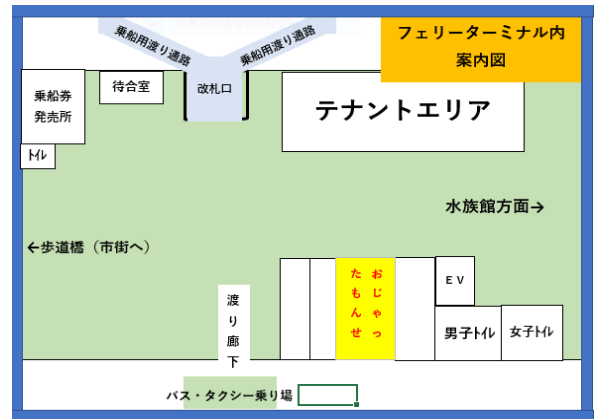 フェリーターミナル内
案内図
乗船用渡り通路
乗船用渡り通路
乗船券
発売所
待合室
改札口
テナントエリア
トイレ
水族館方面→
←歩道橋（市街へ）
おじゃっ
たもんせ
EV
渡り廊下
男子トイレ
女子トイレ
バス・タクシー乗り場